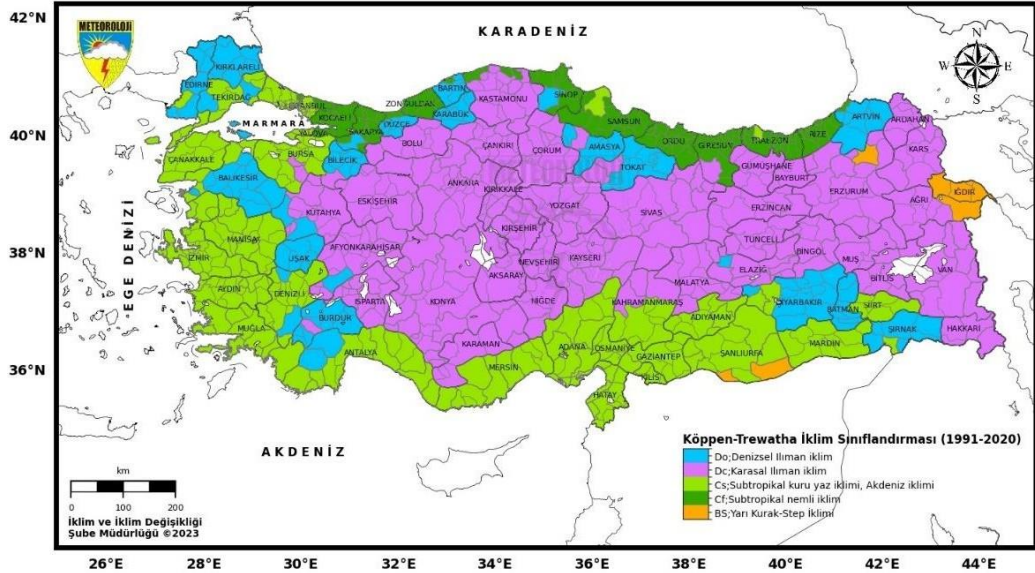 42°N
40°N
38°N
36°N
METEOROLOJİ
KARADENİZ
N
W E
S
KIRKLARELİ
EDİRNE
TEKİRDAĞ
İSTANBUL
MARMARA
YALOVA
KOCAELİ
SAKARYA
DÜZCE
ZONGULDAK
BARTIN
KARABÜK
KASTAMONU
SİNOP
SAMSUN
ORDU
GİRESUN
TRABZON
RİZE
ARTVİN
ARDAHAN
KARS
ÇANAKKALE
BURSA
BİLECİK
BOLU
ÇANKIRI
ÇORUM
AMASYA
TOKAT
GÜMÜŞHANE
BAYBURT
ERZURUM
IĞDIR
AĞRI
BALIKESİR
KÜTAHYA
ESKİŞEHİR
ANKARA
KIRIKKALE
YOZGAT
SİVAS
ERZİNCAN
TUNCELİ
BİNGÖL
MUŞ
BİTLİS
VAN
EGE DENİZİ
MANİSA
İZMİR
UŞAK
AFYONKARAHİSAR
KIRŞEHİR
NEVŞEHİR
KAYSERİ
AKSARAY
MALATYA
ELAZIĞ
DİYARBAKIR
BATMAN
SİİRT
ŞIRNAK
HAKKARİ
AYDIN
DENİZLİ
ISPARTA
BURDUR
KONYA
NİĞDE
KAHRAMANMARAŞ
ADIYAMAN
MARDİN
MUĞLA
ANTALYA
KARAMAN
MERSİN
ADANA
OSMANİYE
GAZİANTEP
ŞANLIURFA
KİLİS
HATAY
AKDENİZ
Köppen-Trewatha İklim Sınıflandırması (1991-2020)
Do;Denizsel Ilıman iklim
Dc;Karasal Ilıman iklim
Cs;Subtropikal kuru yaz iklimi, Akdeniz iklimi
Cf;Subtropikal nemli iklim
BS;Yarı Kurak-Step İklimi
km
0 100 200
İklim ve İklim Değişikliği
Şube Müdürlüğü ©2023
26°E 28°E 30°E 32°E 34°E 36°E 38°E 40°E 42°E 44°E